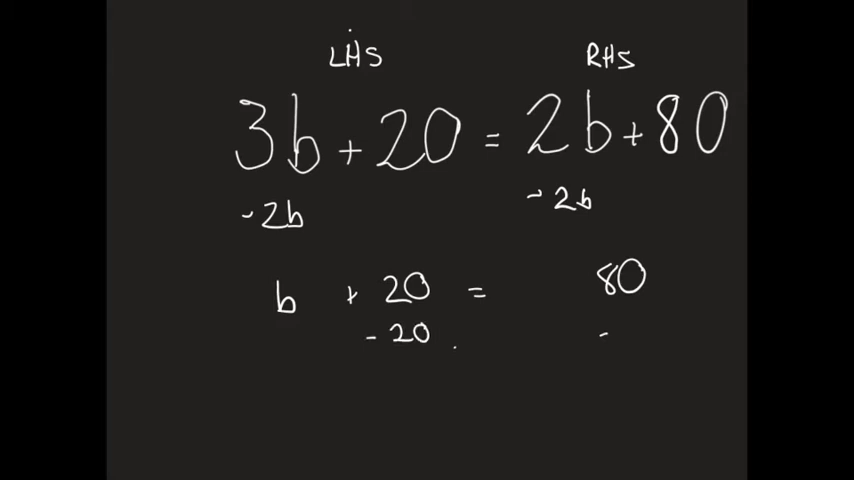 LHS RHS
3b + 20 = 2b + 80
- 2b - 2b
b + 20 = 80
- 20 -